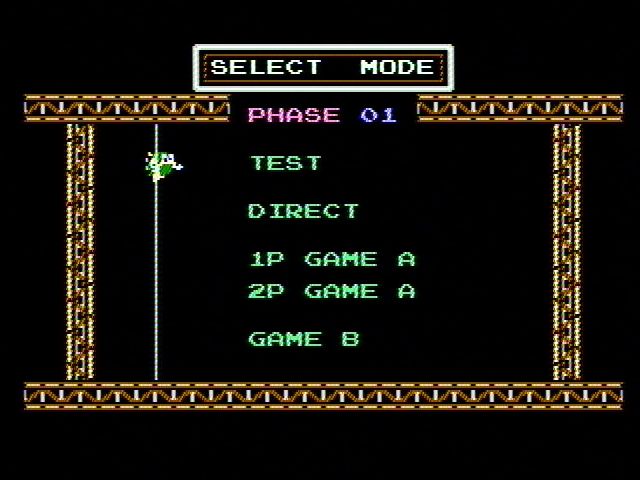 SELECT MODE
PHASE 01
TEST
DIRECT
1P GAME A
2P GAME A
GAME B